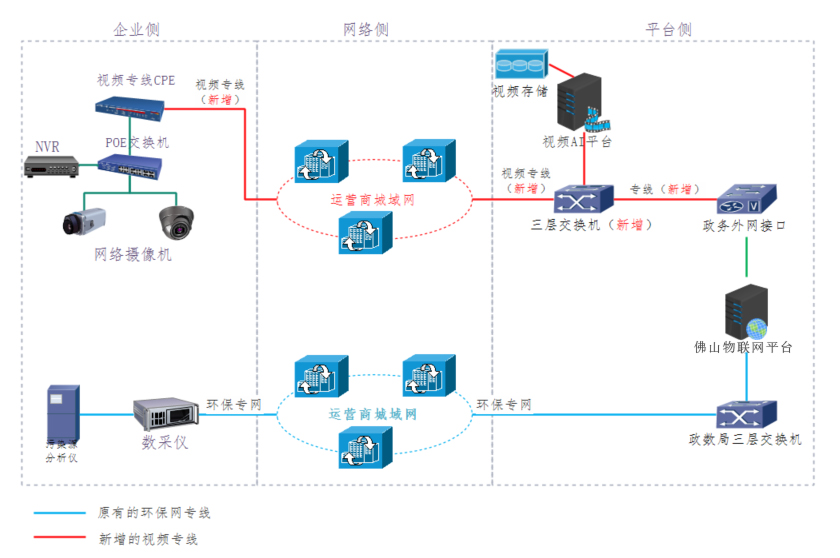 企业侧
网络侧
平台侧
视频专线CPE
视频专线
（新增）
POE交换机
NVR
网络摄像机
运营商城域网
视频存储
视频AI平台
视频专线
（新增）
专线（新增）
三层交换机（新增）
政务外网接口
佛山物联网平台
环保专网
运营商城域网
环保专网
数采仪
污染源
分析仪
政数局三层交换机
原有的环保网专线
新增的视频专线